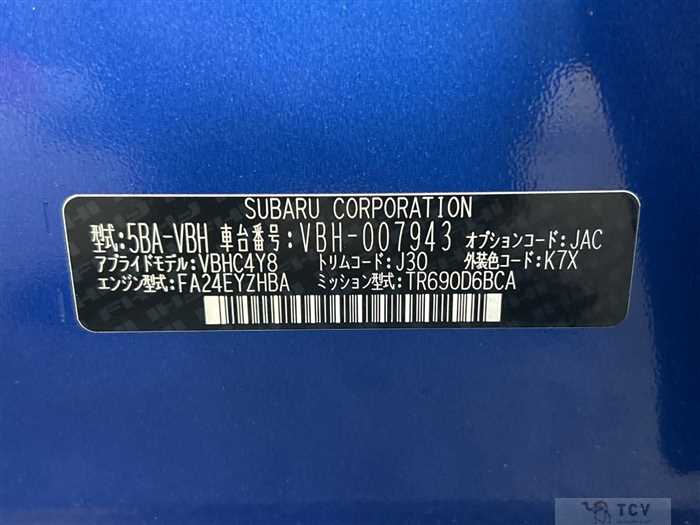 SUBARU CORPORATION
型式:5BA-VBH 車台番号:VBH-007943 オプションコード:JAC
アプライドモデル:VBHC4Y8 トリムコード:J30 外装色コード:K7X
エンジン型式:FA24EYZHBA ミッション型式:TR690D6BCA
TCV